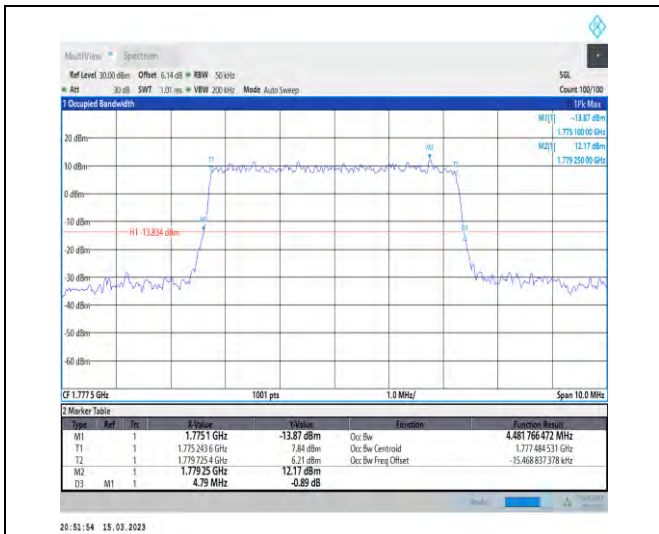 MultiView Spectrum
Ref Level 30.00 dBm Offset 6.14 dB RBW 50 kHz SGL
Att 30 dB SWT 1.01 ms VBW 200 kHz Mode Auto Sweep Count 100/100
1 Occupied Bandwidth 1Pk Max
M1[1] -13.87 dBm
1.775 100 00 GHz
20 dBm
M2[1] 12.17 dBm
1.779 250 00 GHz
M2
T1
T2
10 dBm
0 dBm
-10 dBm
M1
D3
H1 -13.834 dBm
-20 dBm
-30 dBm
-40 dBm
-50 dBm
-60 dBm
CF 1.777 5 GHz 1001 pts 1.0 MHz/ Span 10.0 MHz
2 Marker Table
Type Ref Trc X-Value Y-Value Function Function Result
M1 1 1.775 1 GHz -13.87 dBm Occ Bw 4.481 766 472 MHz
T1 1 1.775 243 6 GHz 7.84 dBm Occ Bw Centroid 1.777 484 531 GHz
T2 1 1.779 725 4 GHz 6.21 dBm Occ Bw Freq Offset -15.468 837 378 kHz
M2 1 1.779 25 GHz 12.17 dBm
D3 M1 1 4.79 MHz -0.89 dB
20:51:54 15.03.2023